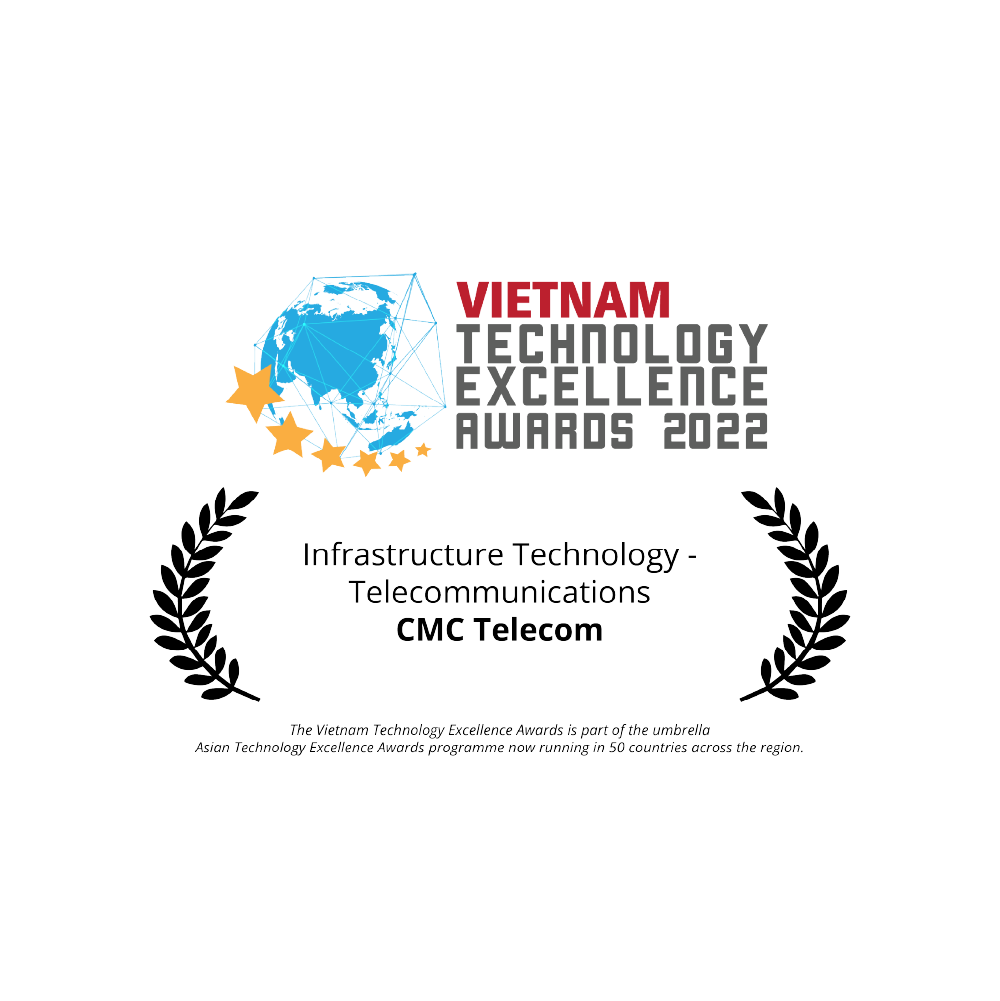 VIETNAM
TECHNOLOGY
EXCELLENCE
AWARDS 2022
Infrastructure Technology -
Telecommunications
CMC Telecom
The Vietnam Technology Excellence Awards is part of the umbrella
Asian Technology Excellence Awards programme now running in 50 countries across the region.